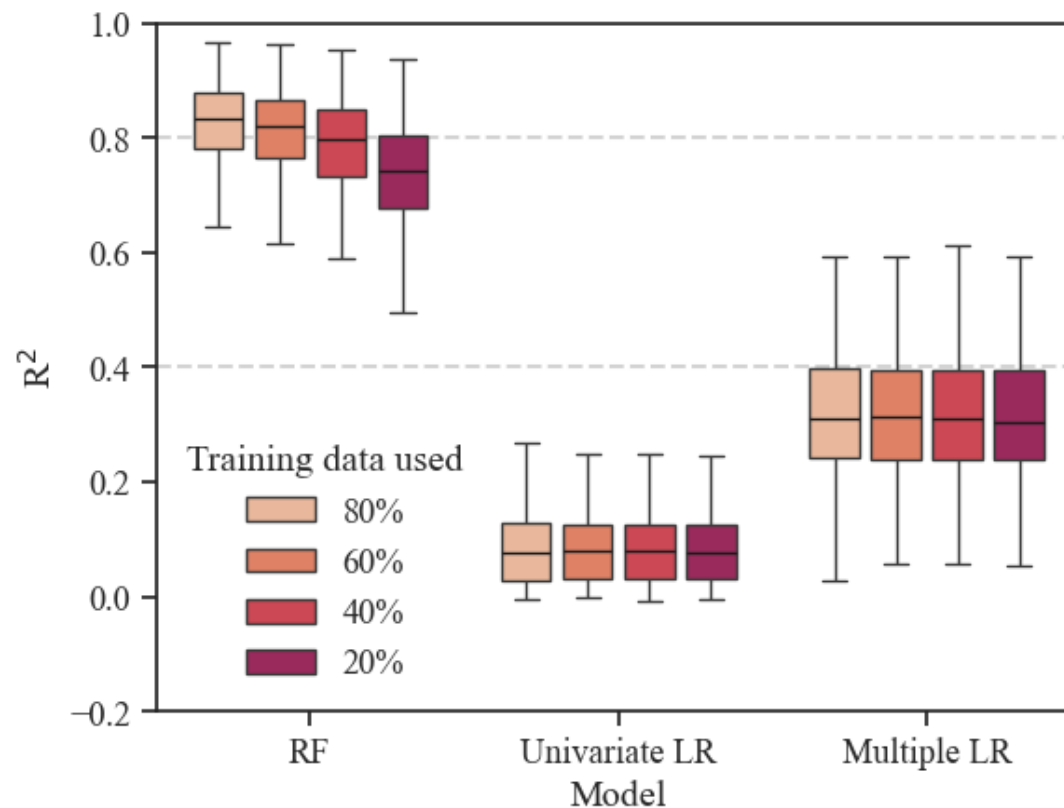 1.0
0.8
0.6
0.4
0.2
0.0
−0.2
R²
Training data used
80%
60%
40%
20%
RF
Univariate LR
Multiple LR
Model